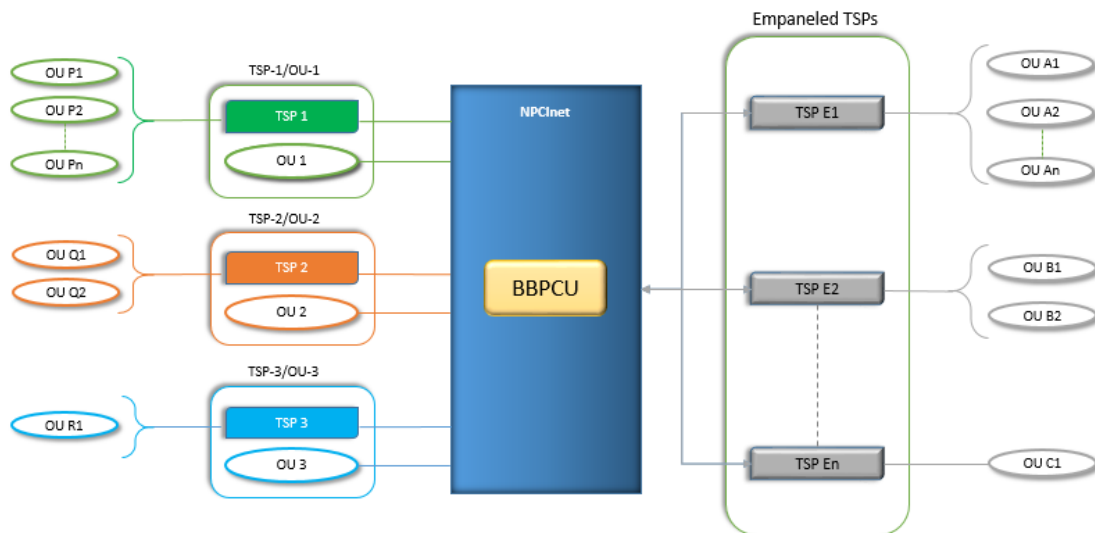 Empaneled TSPs
OU P1
OU P2
OU Pn
TSP-1/OU-1
TSP 1
OU 1
OU Q1
OU Q2
TSP-2/OU-2
TSP 2
OU 2
OU R1
TSP-3/OU-3
TSP 3
OU 3
NPCInet
BBPCU
TSP E1
TSP E2
TSP En
OU A1
OU A2
OU An
OU B1
OU B2
OU C1